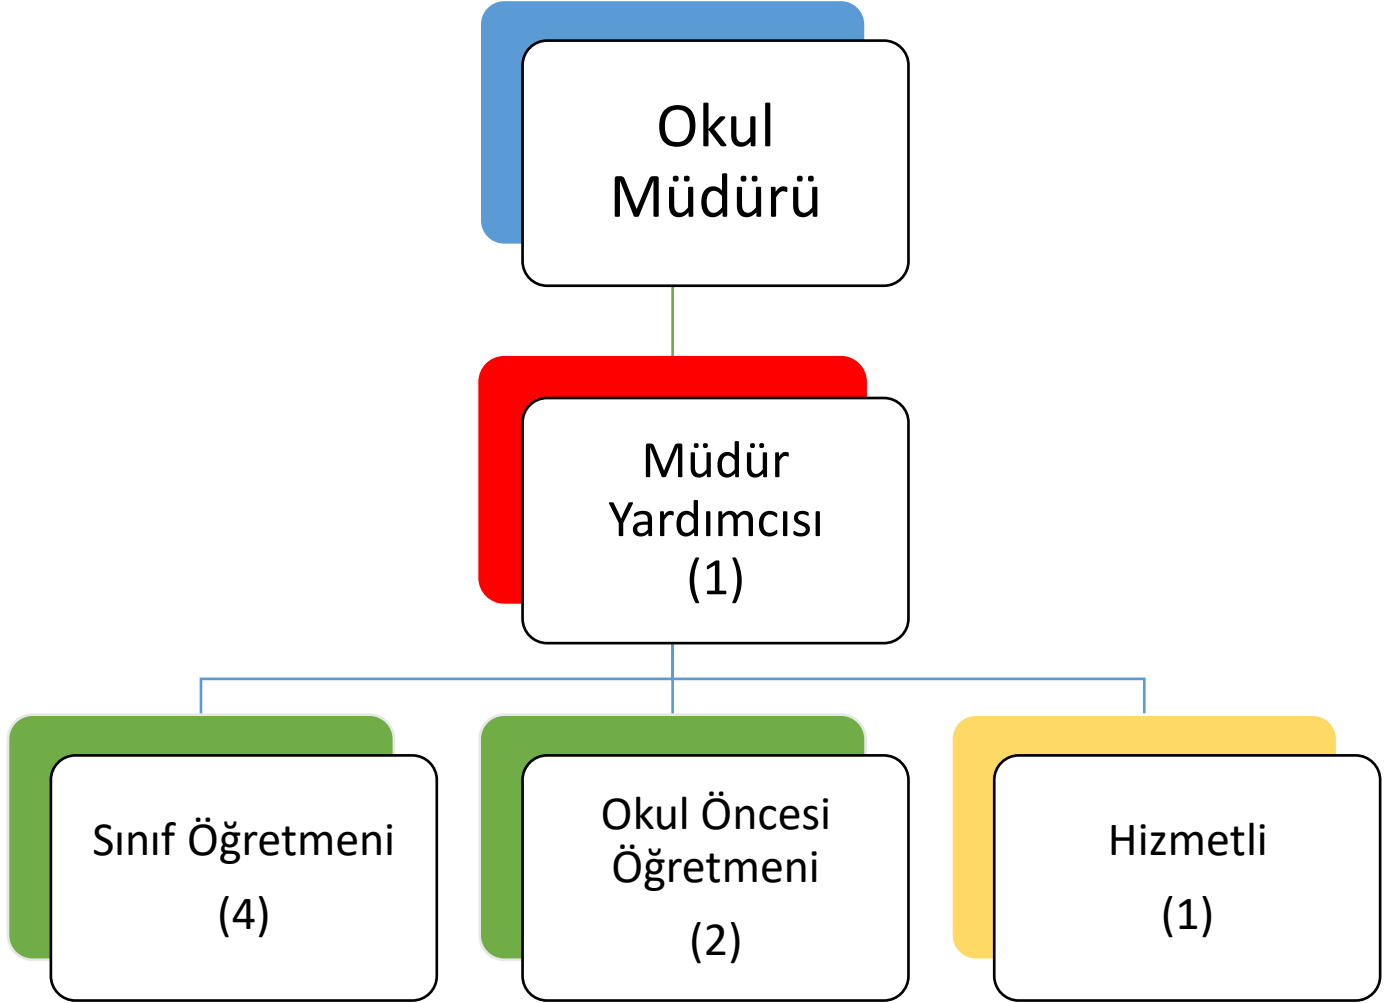 Okul
Müdürü
Müdür
Yardımcısı
(1)
Sınıf Öğretmeni
(4)
Okul Öncesi
Öğretmeni
(2)
Hizmetli
(1)